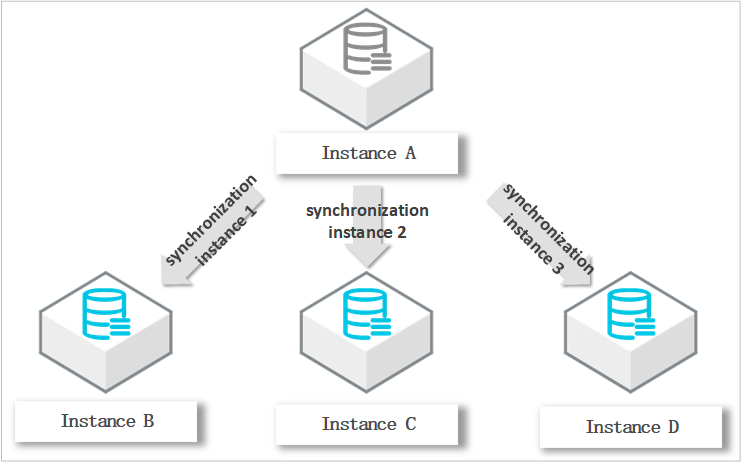 Instance A
synchronization
instance 1
synchronization
instance 2
synchronization
instance 3
Instance B
Instance C
Instance D